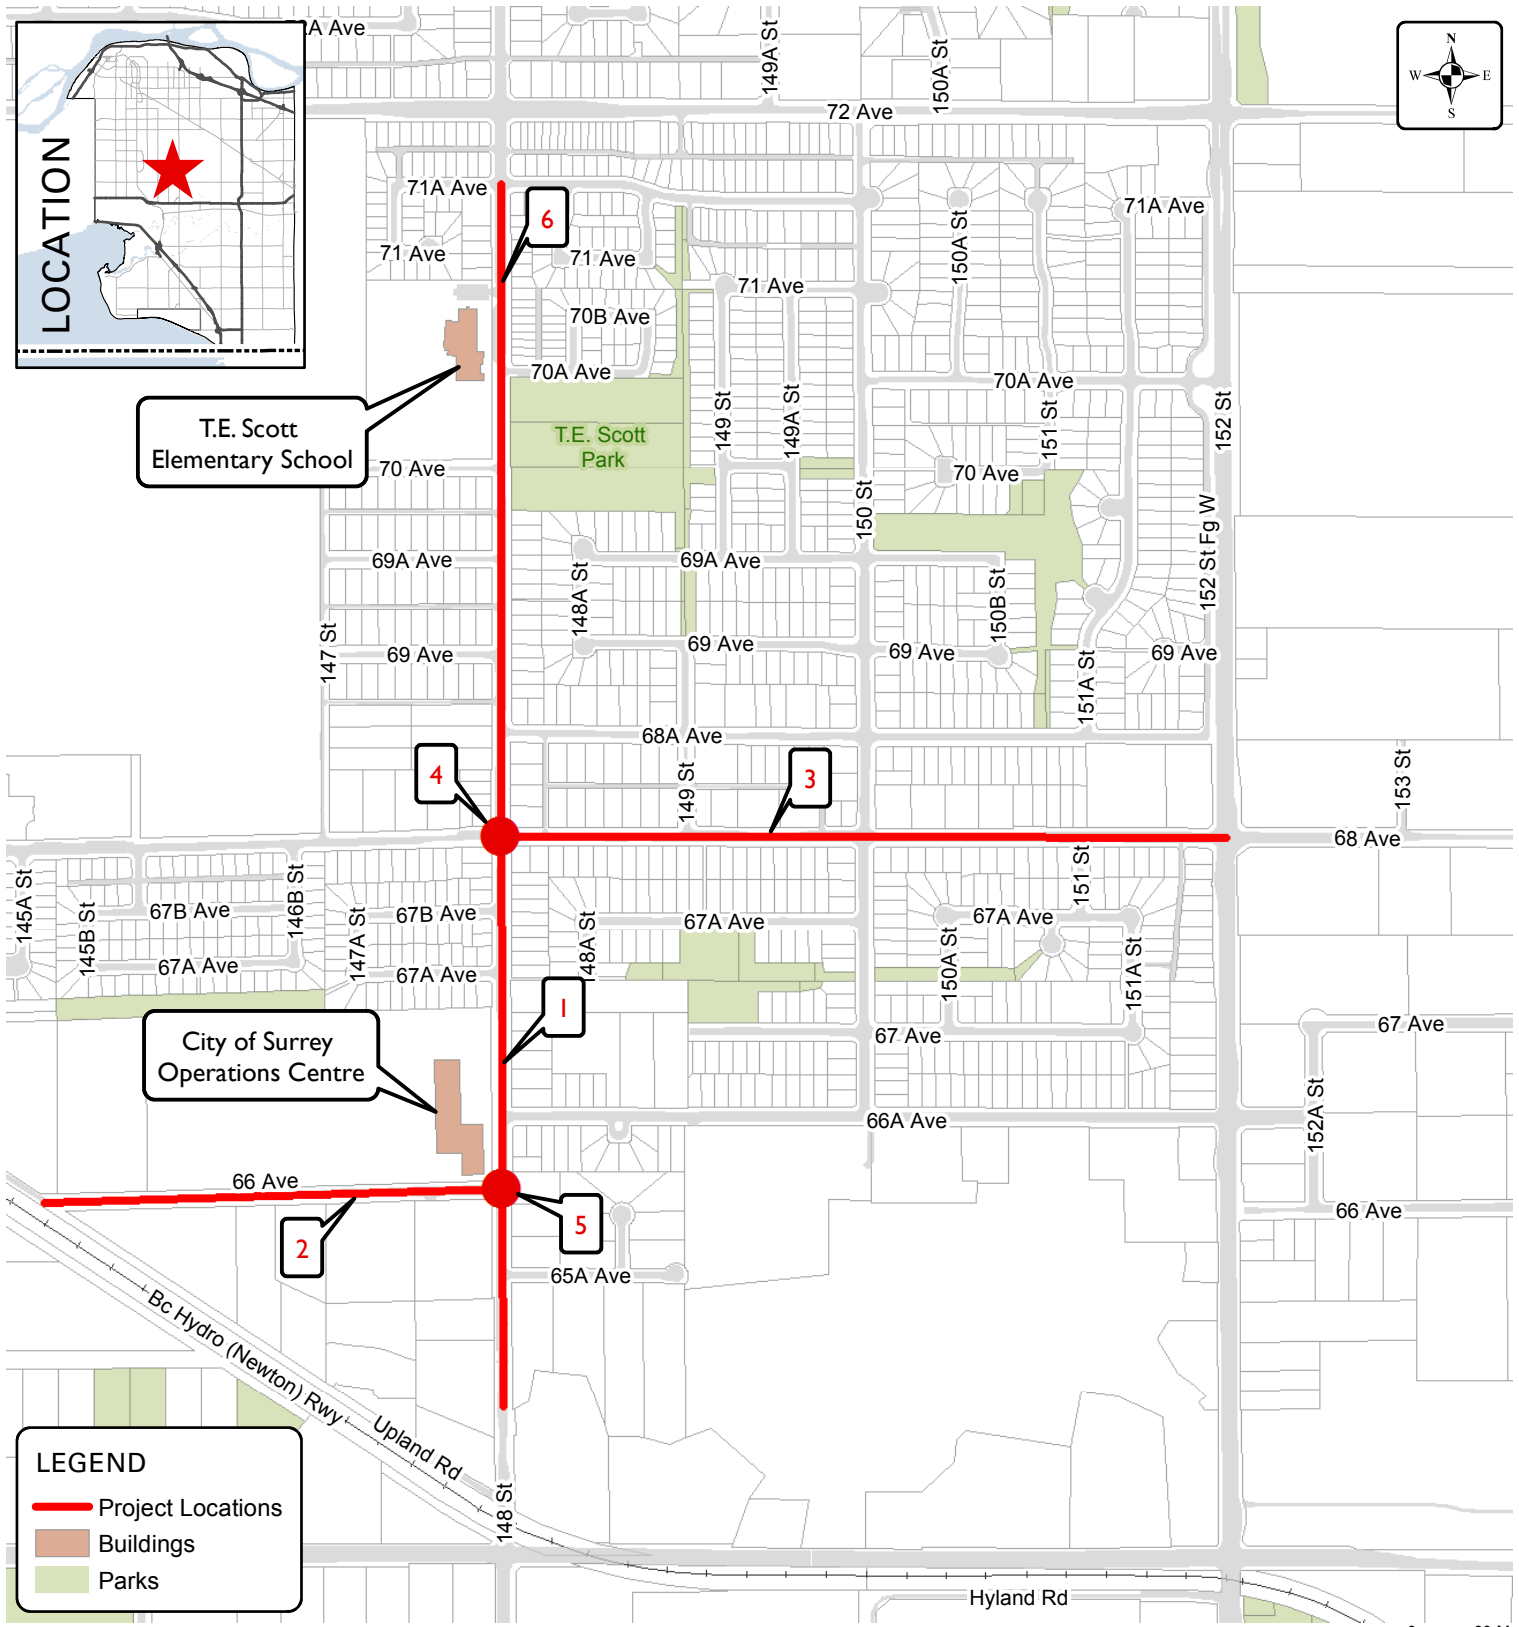 2A Ave
149A St
150A St
72 Ave
N
W
E
S
LOCATION
71A Ave
6
71A Ave
71 Ave
71 Ave
150A St
71 Ave
70B Ave
70A Ave
70A Ave
T.E. Scott
Elementary School
T.E. Scott
Park
149 St
149A St
151 St
152 St
70 Ave
70 Ave
150 St
152 St Fg W
69A Ave
69A Ave
148A St
150B St
147 St
69 Ave
69 Ave
69 Ave
69 Ave
151A St
68A Ave
4
149 St
3
153 St
68 Ave
145A St
145B St
67B Ave
146B St
147A St
67B Ave
148A St
67A Ave
151 St
67A Ave
67A Ave
67A Ave
150A St
151A St
1
City of Surrey
Operations Centre
67 Ave
67 Ave
66A Ave
152A St
66 Ave
5
66 Ave
2
65A Ave
Bc Hydro (Newton) Rwy
Upland Rd
148 St
Hyland Rd
LEGEND
Project Locations
Buildings
Parks